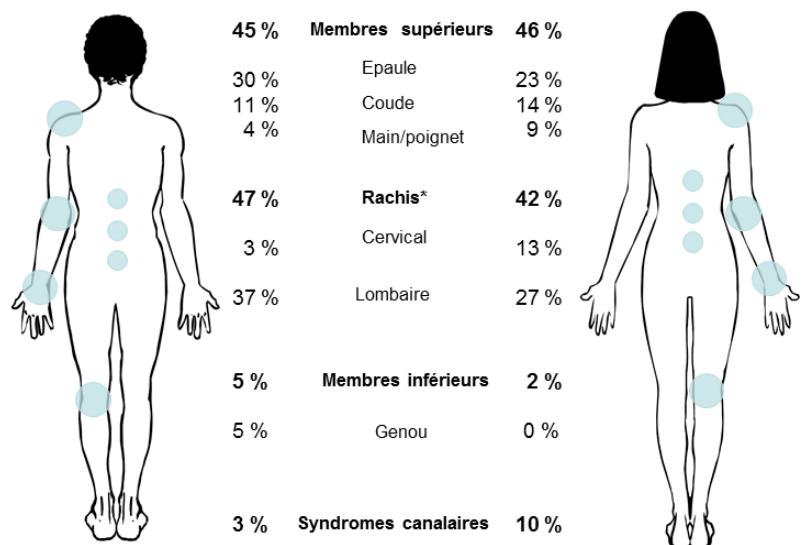 45 % Membres supérieurs 46 %
30 % Epaule 23 %
11 % Coude 14 %
4 % Main/poignet 9 %
47 % Rachis* 42 %
3 % Cervical 13 %
37 % Lombaire 27 %
5 % Membres inférieurs 2 %
5 % Genou 0 %
3 % Syndromes canalaires 10 %